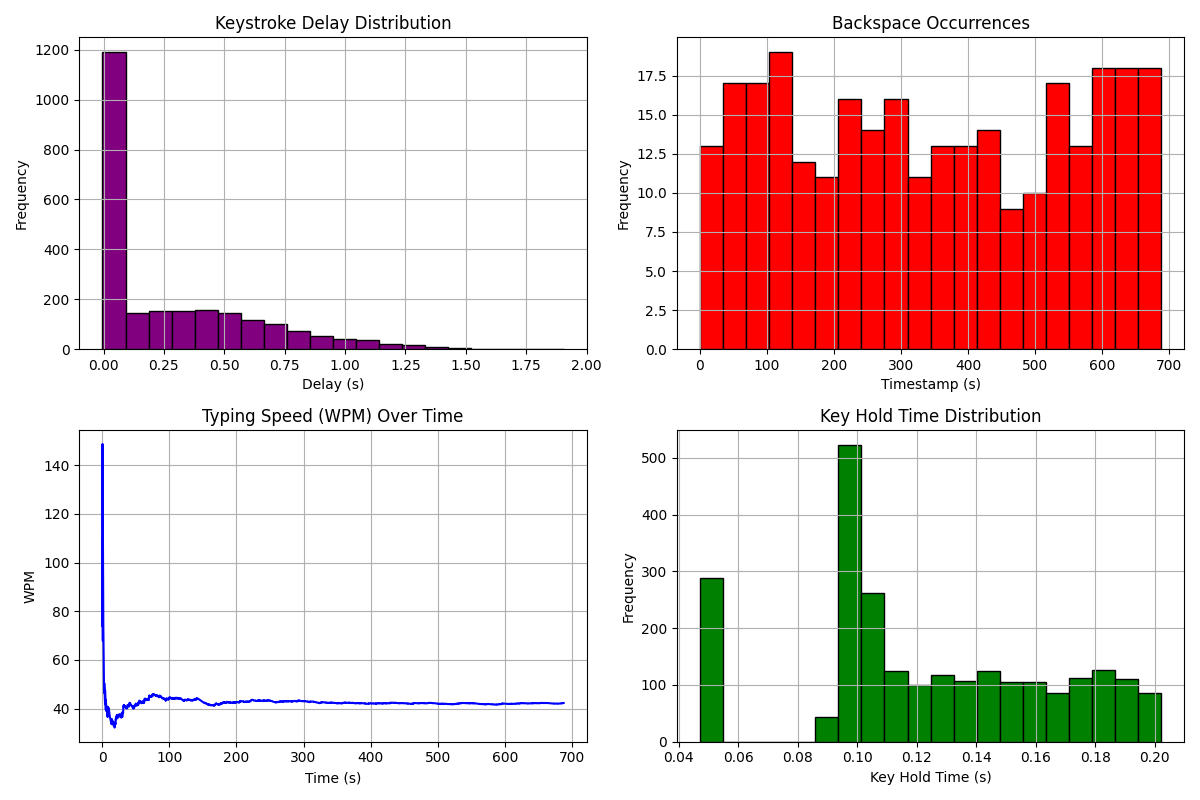 Keystroke Delay Distribution
1200
1000
800
600
400
200
0
Frequency
0.00 0.25 0.50 0.75 1.00 1.25 1.50 1.75 2.00
Delay (s)
Backspace Occurrences
17.5
15.0
12.5
10.0
7.5
5.0
2.5
0.0
Frequency
0 100 200 300 400 500 600 700
Timestamp (s)
Typing Speed (WPM) Over Time
140
120
100
80
60
40
WPM
0 100 200 300 400 500 600 700
Time (s)
Key Hold Time Distribution
500
400
300
200
100
0
Frequency
0.04 0.06 0.08 0.10 0.12 0.14 0.16 0.18 0.20
Key Hold Time (s)